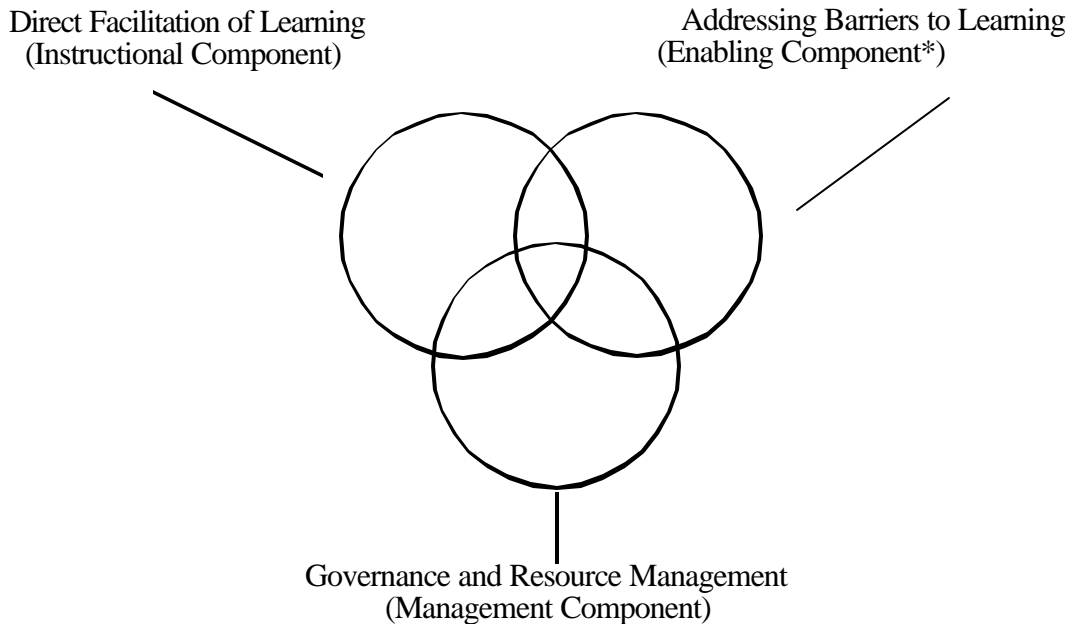 Direct Facilitation of Learning
(Instructional Component)
Addressing Barriers to Learning
(Enabling Component*)
Governance and Resource Management
(Management Component)